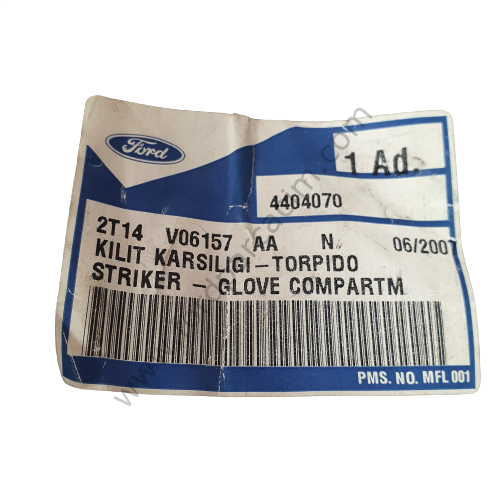 Ford
1 Ad.
4404070
2T14 V06157 AA N 06/2007
KILIT KARSILIGI-TORPIDO
STRIKER - GLOVE COMPARTM
PMS. NO. MFL 001